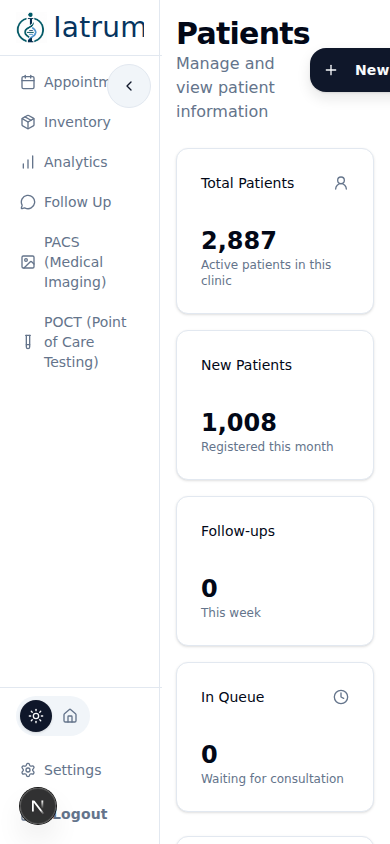 Iatrum
Inventory
Analytics
Follow Up
PACS
(Medical
Imaging)
POCT (Point
of Care
Testing)
Settings
N
Logout
Patients
Manage and
view patient
information
New
Total Patients
2,887
Active patients in this
clinic
New Patients
1,008
Registered this month
Follow-ups
0
This week
In Queue
0
Waiting for consultation